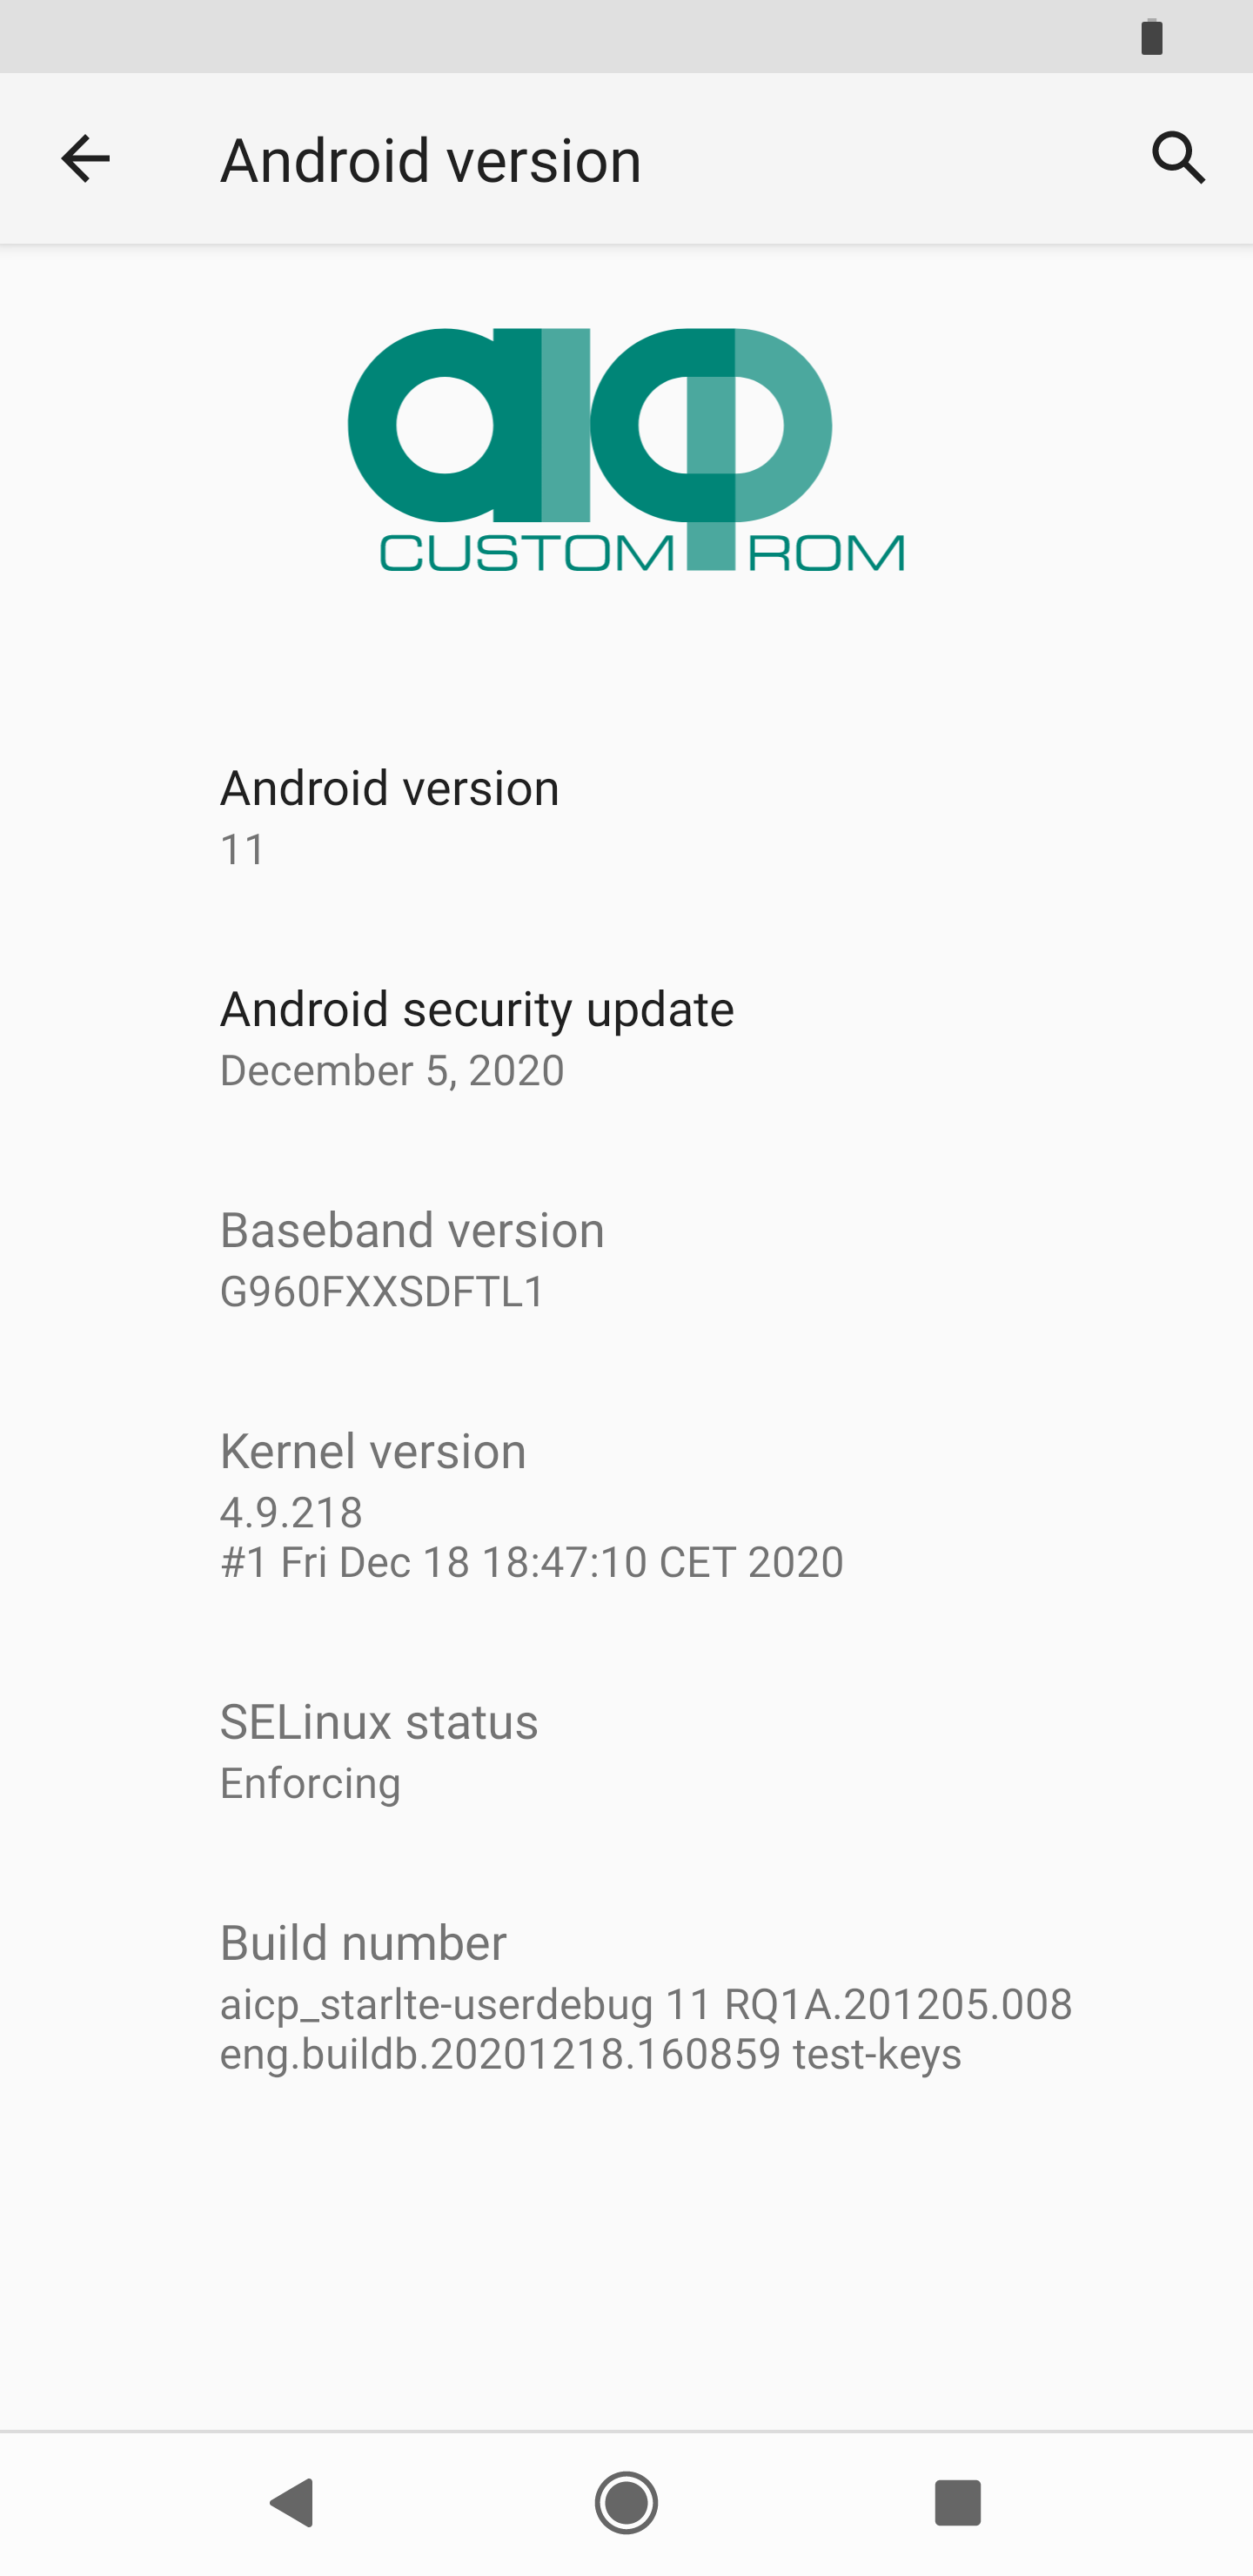 Android version
aicp
CUSTOM ROM
Android version
11
Android security update
December 5, 2020
Baseband version
G960FXXSDFTL1
Kernel version
4.9.218
#1 Fri Dec 18 18:47:10 CET 2020
SELinux status
Enforcing
Build number
aicp_starlte-userdebug 11 RQ1A.201205.008
eng.buildb.20201218.160859 test-keys